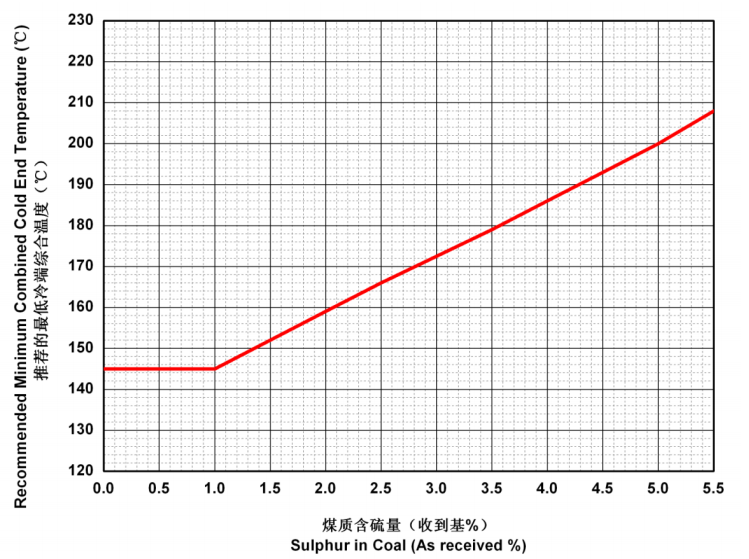 Recommended Minimum Combined Cold End Temperature (℃)
推荐的最低冷端综合温度（℃）
230
220
210
200
190
180
170
160
150
140
130
120
0.0 0.5 1.0 1.5 2.0 2.5 3.0 3.5 4.0 4.5 5.0 5.5
煤质含硫量（收到基%）
Sulphur in Coal (As received %)